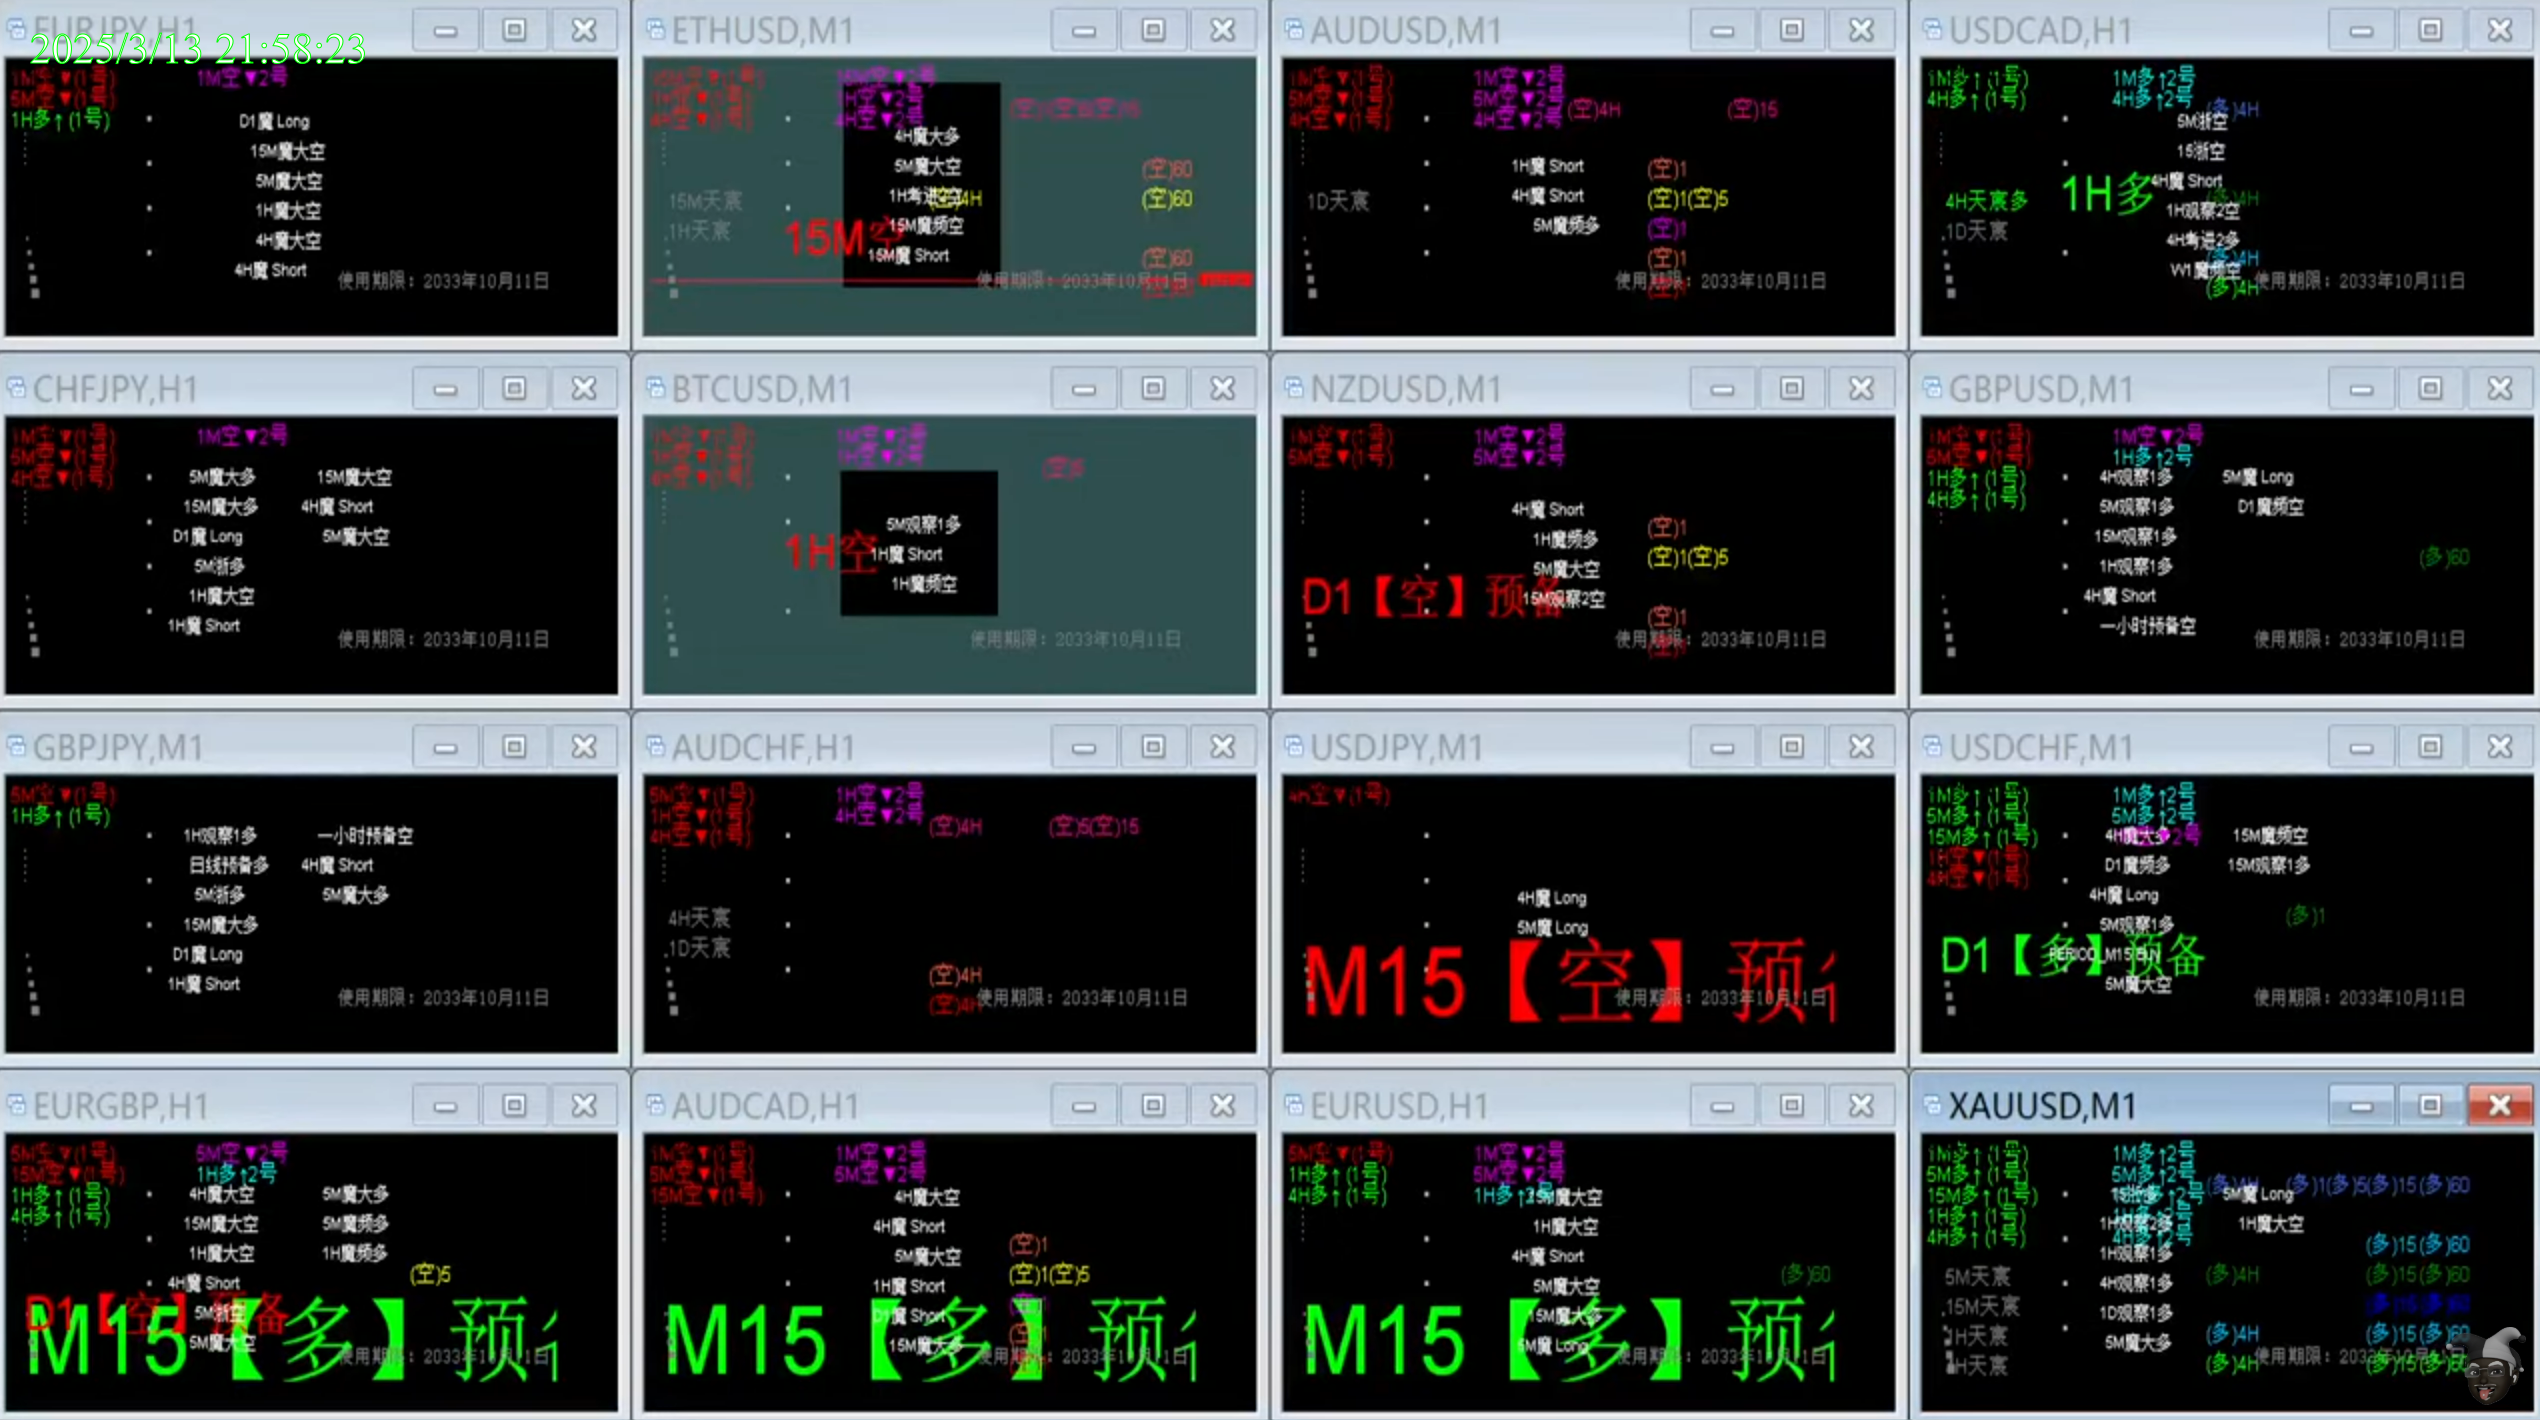 EURJPY,H1
2025/3/13 21:58:23
1M空▼(1号)
5M空▼(1号)
1H多↑(1号)
1M空▼2号
D1魔 Long
15M魔大空
5M魔大空
1H魔大空
4H魔大空
4H魔 Short
使用期限：2033年10月11日
ETHUSD,M1
15M空▼(1号)
1H空▼(1号)
4H空▼(1号)
15M空▼2号
1H空▼2号
4H空▼2号
4H魔大多
5M魔大空
15M魔频空
15M魔 Short
(空)60
(空)60
(空)60
15M天宸
1H天宸
15M空
使用期限：2033年10月11日
AUDUSD,M1
1M空▼(1号)
5M空▼(1号)
4H空▼(1号)
1M空▼2号
5M空▼2号
4H空▼2号
(空)4H
(空)15
1H魔 Short
4H魔 Short
5M魔频多
(空)1
(空)1(空)5
(空)1
(空)1
1D天宸
使用期限：2033年10月11日
USDCAD,H1
1M多↑(1号)
4H多↑(1号)
1M多↑2号
4H多↑2号
(多)4H
5M浙空
15浙空
4H魔 Short
1H观察2空
4H考进2多
W1魔频空
4H天宸多
1D天宸
1H多
(多)4H
(多)4H
使用期限：2033年10月11日
CHFJPY,H1
1M空▼(1号)
5M空▼(1号)
4H空▼(1号)
1M空▼2号
5M魔大多
15M魔大空
15M魔大多
4H魔 Short
D1魔 Long
5M魔大空
5M浙多
1H魔大空
1H魔 Short
使用期限：2033年10月11日
BTCUSD,M1
1M空▼(1号)
1H空▼(1号)
4H空▼(1号)
1M空▼2号
1H空▼2号
(空)5
5M观察1多
1H魔 Short
1H魔频空
1H空
使用期限：2033年10月11日
NZDUSD,M1
1M空▼(1号)
5M空▼(1号)
1M空▼2号
5M空▼2号
4H魔 Short
1H魔频多
5M魔大空
15M观察2空
(空)1
(空)1(空)5
(空)1
D1【空】预备
使用期限：2033年10月11日
GBPUSD,M1
1M空▼(1号)
5M空▼(1号)
1H多↑(1号)
4H多↑(1号)
1M空▼2号
1H多↑2号
4H观察1多
5M魔 Long
5M观察1多
D1魔频空
15M观察1多
1H观察1多
4H魔 Short
一小时预备空
(多)60
使用期限：2033年10月11日
GBPJPY,M1
5M空▼(1号)
1H多↑(1号)
1H观察1多
一小时预备空
日线预备多
4H魔 Short
5M浙多
5M魔大多
15M魔大多
D1魔 Long
1H魔 Short
使用期限：2033年10月11日
AUDCHF,H1
5M空▼(1号)
1H空▼(1号)
4H空▼(1号)
1H空▼2号
4H空▼2号
(空)4H
(空)5(空)15
4H天宸
1D天宸
(空)4H
(空)4H
使用期限：2033年10月11日
USDJPY,M1
4H空▼(1号)
4H魔 Long
5M魔 Long
M15【空】预
使用期限：2033年10月11日
USDCHF,M1
1M多↑(1号)
5M多↑(1号)
15M多↑(1号)
1H空▼(1号)
4H空▼(1号)
1M多↑2号
5M多↑2号
4H魔大多
15M魔频空
D1魔频多
15M观察1多
4H魔 Long
5M观察1多
(多)1
D1【多】预备
5M魔大空
使用期限：2033年10月11日
EURGBP,H1
5M空▼(1号)
15M空▼(1号)
1H多↑(1号)
4H多↑(1号)
5M空▼2号
1H多↑2号
4H魔大空
5M魔大多
15M魔大空
5M魔频多
1H魔大空
1H魔频多
4H魔 Short
5M浙空
5M魔大空
(空)5
D1【空】预备
M15【多】预
使用期限：2033年10月11日
AUDCAD,H1
1M空▼(1号)
5M空▼(1号)
15M空▼(1号)
1M空▼2号
5M空▼2号
4H魔大空
4H魔 Short
5M魔大空
1H魔 Short
D1魔 Short
15M魔大多
(空)1
(空)1(空)5
M15【多】预
使用期限：2033年10月11日
EURUSD,H1
5M空▼(1号)
1H多↑(1号)
4H多↑(1号)
1M空▼2号
5M空▼2号
1H多↑2号
1H魔大空
4H魔 Short
5M魔大空
15M魔大多
5M魔 Long
(多)60
M15【多】预
使用期限：2033年10月11日
XAUUSD,M1
1M多↑(1号)
5M多↑(1号)
15M多↑(1号)
1H多↑(1号)
4H多↑(1号)
1M多↑2号
5M多↑2号
4H多↑2号
(多)1(多)5(多)15(多)60
5M魔 Long
1H观察2多
1H魔大空
1H观察1多
4H观察1多
1D观察1多
5M魔大多
(多)15(多)60
(多)4H
(多)15(多)60
(多)15(多)60
(多)4H
(多)15(多)60
(多)4H
(多)15(多)60
5M天宸
15M天宸
1H天宸
使用期限：2033年10月11日